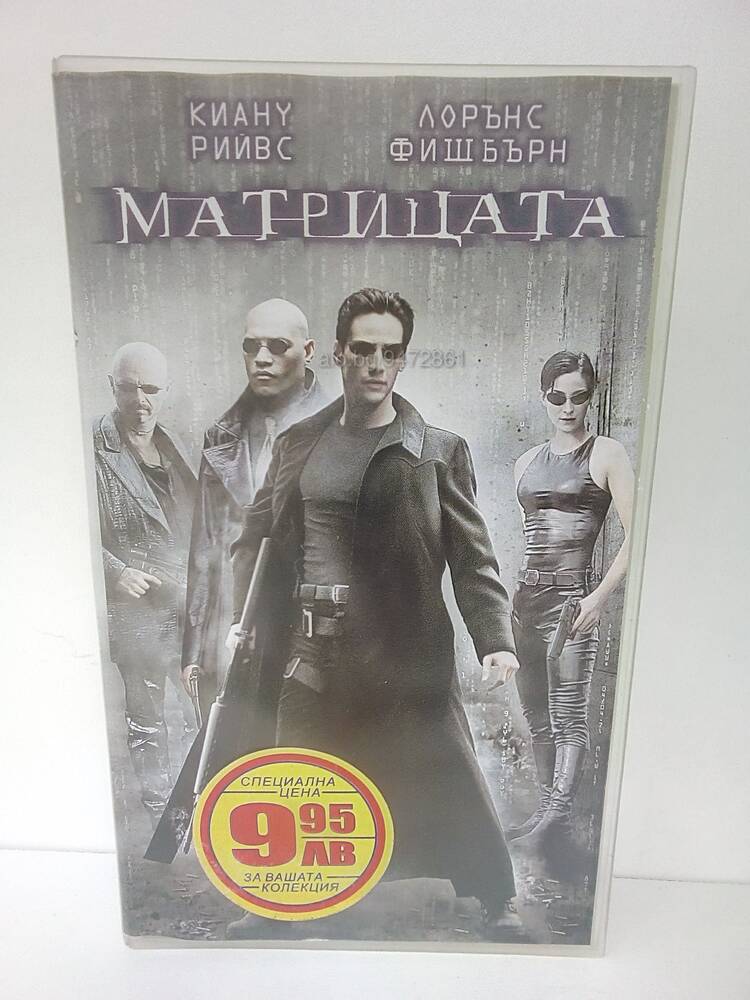 КИАНУ
РИЙВС
ЛОРЪНС
ФИШБЪРН
МАТРИЦАТА
СПЕЦИАЛНА
ЦЕНА
9 95
ЛВ
ЗА ВАШАТА
КОЛЕКЦИЯ